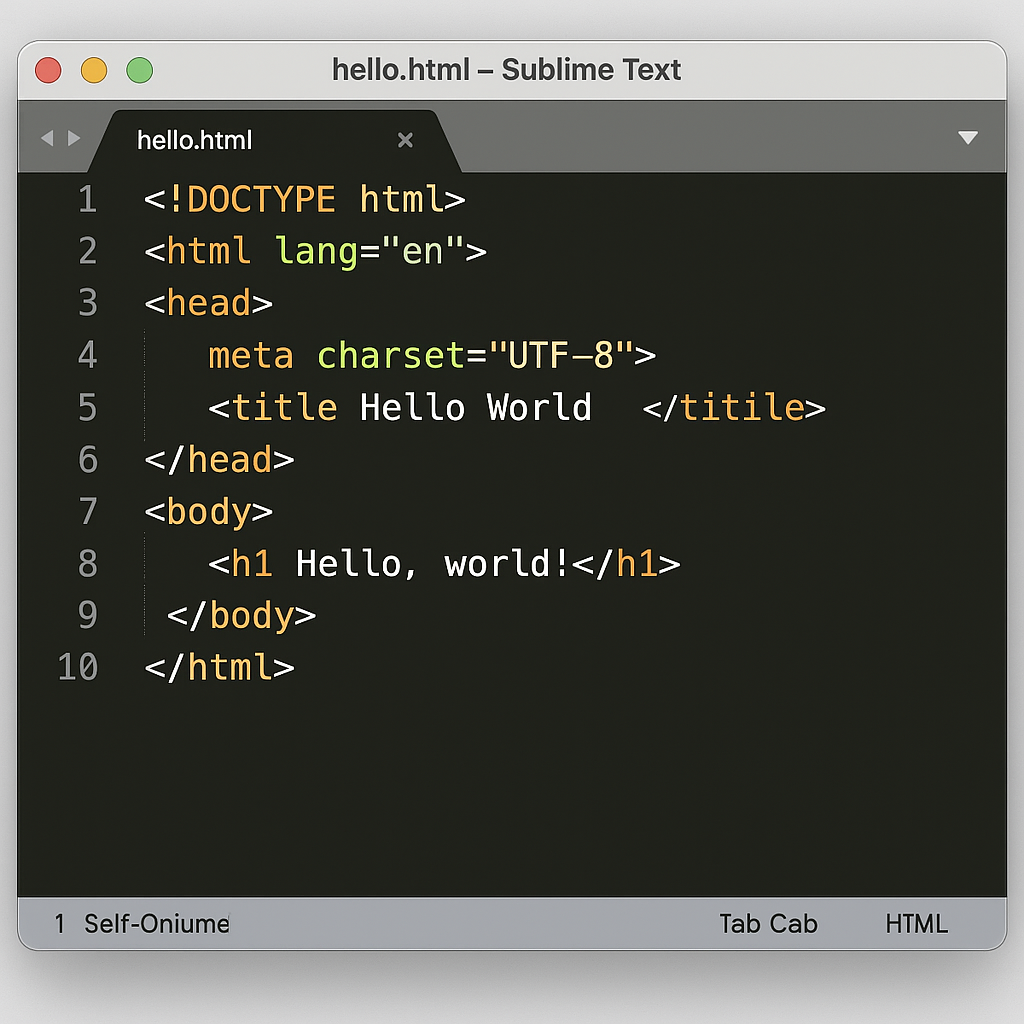 hello.html – Sublime Text
hello.html
1 <!DOCTYPE html>
2 <html lang="en">
3 <head>
4 meta charset="UTF–8">
5 <title Hello World </titile>
6 </head>
7 <body>
8 <h1 Hello, world!</h1>
9 </body>
10 </html>
1 Self-Oniume
Tab Cab
HTML